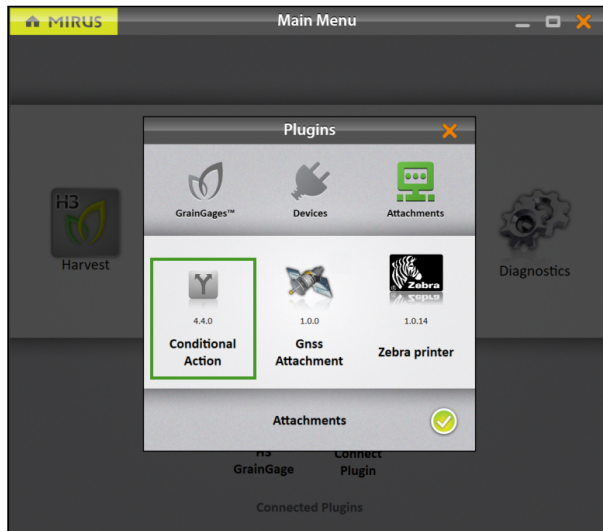 MIRUS
Main Menu
Plugins
GrainGages™
Devices
Attachments
H3
Harvest
Diagnostics
Zebra
4.4.0
1.0.0
1.0.14
Conditional
Action
Gnss
Attachment
Zebra printer
Attachments
H3
GrainGage
Connect
Plugin
Connected Plugins